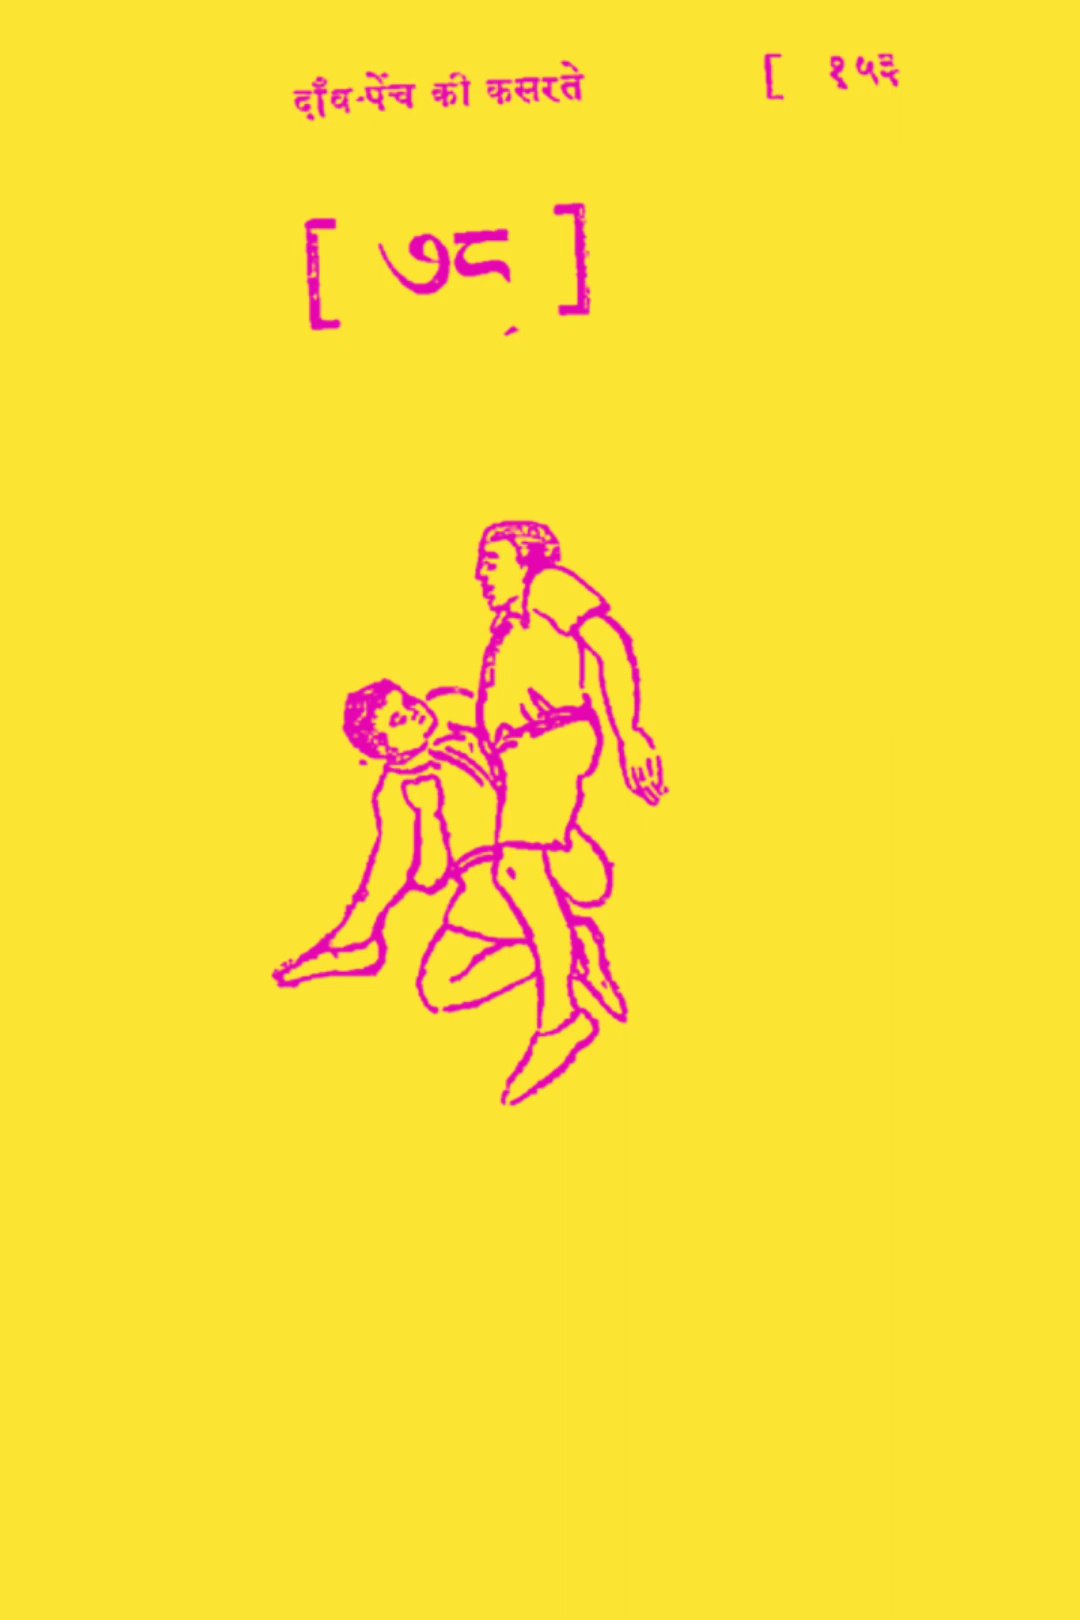 दाँव-पेंच की कसरते [ १५३
[ ७८ ]